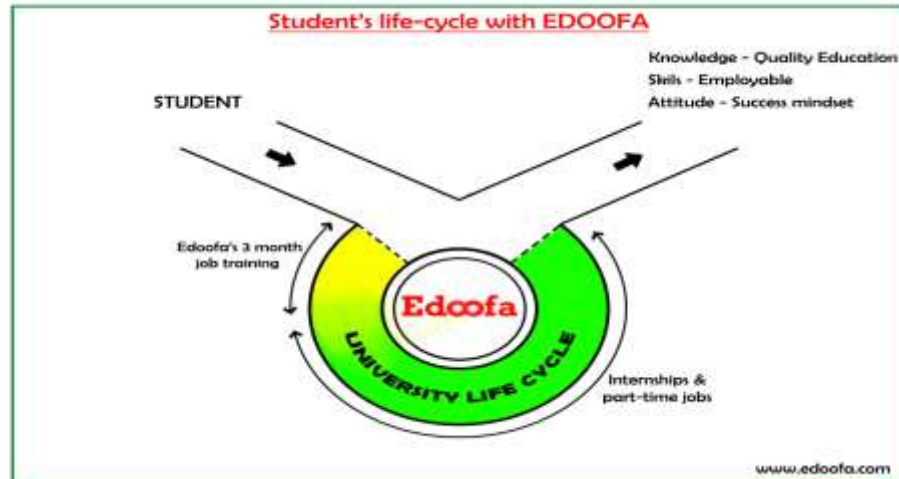 Student's life-cycle with EDOOFA
Knowledge - Quality Education
Skils - Employable
Attitude - Success mindset
STUDENT
Edoofa's 3 month
job training
Edoofa
UNIVERSITY LIFE CYCLE
Internships &
part-time jobs
www.edoofa.com